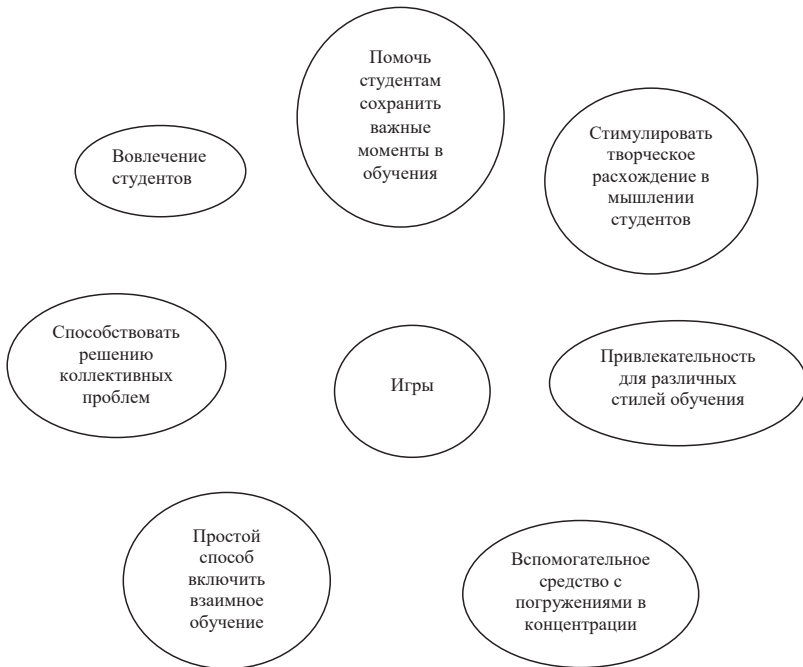 Помочь
студентам
сохранить
важные
моменты в
обучения
Вовлечение
студентов
Стимулировать
творческое
расхождение в
мышлении
студентов
Способствовать
решению
коллективных
проблем
Игры
Привлекательность
для различных
стилей обучения
Простой
способ
включить
взаимное
обучение
Вспомогательное
средство с
погружениями в
концентрации